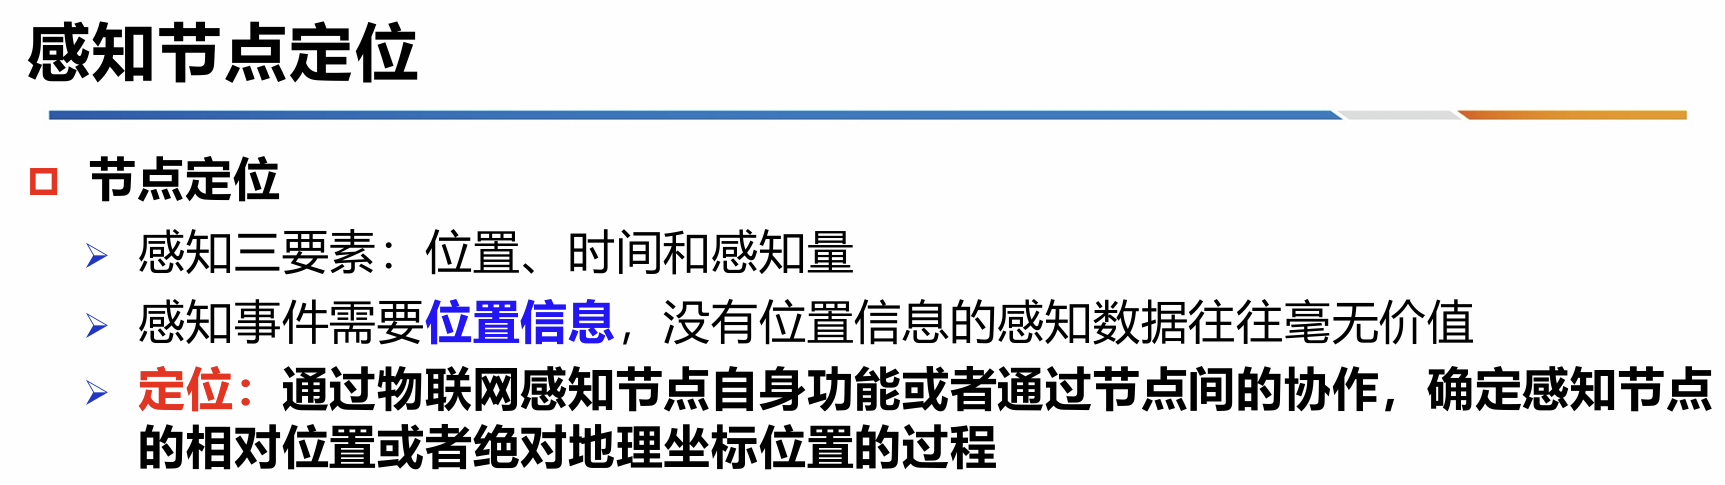 感知节点定位
节点定位
感知三要素：位置、时间和感知量
感知事件需要位置信息，没有位置信息的感知数据往往毫无价值
定位：通过物联网感知节点自身功能或者通过节点间的协作，确定感知节点
的相对位置或者绝对地理坐标位置的过程